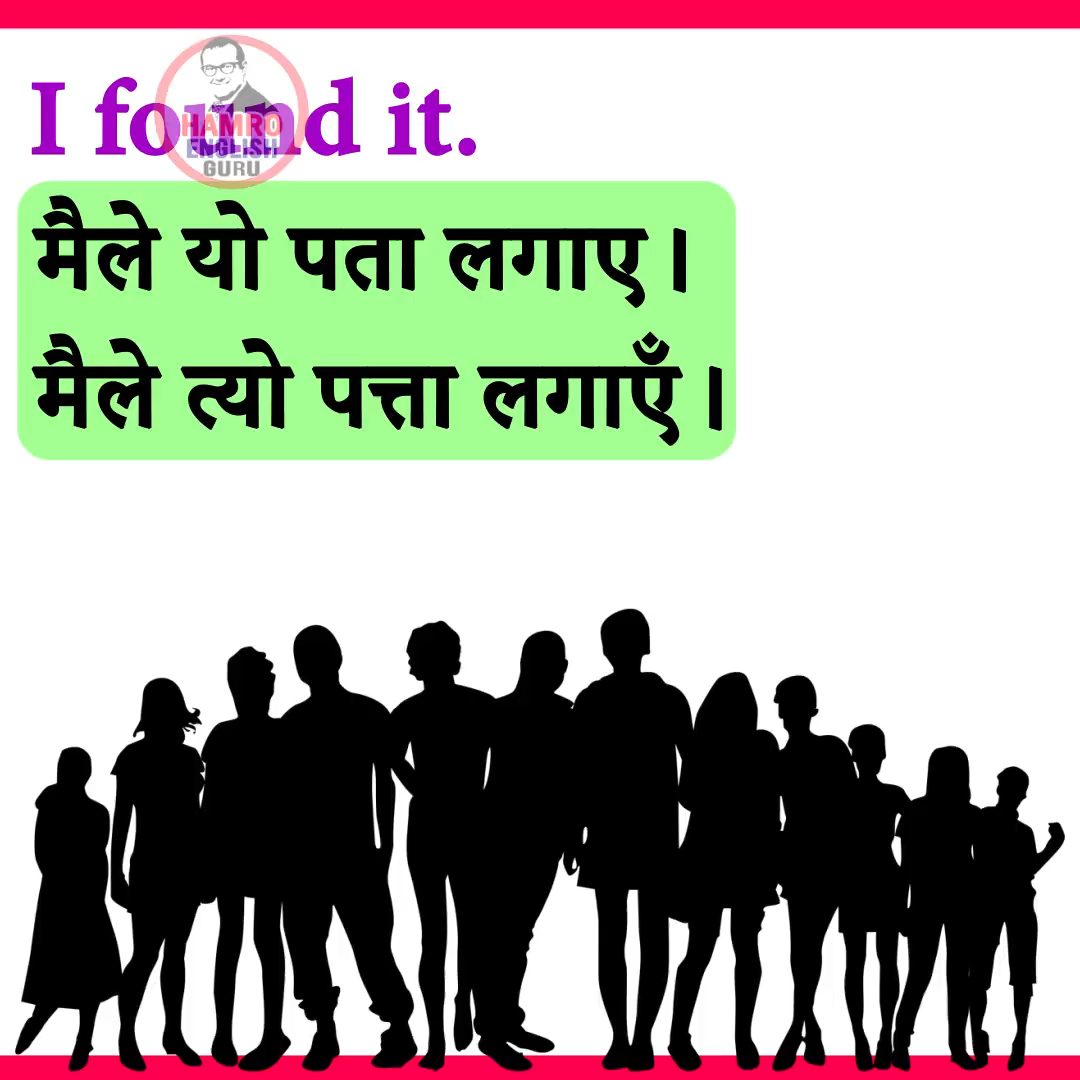 I found it.
HAMRO
ENGLISH
GURU
मैले यो पता लगाए।
मैले त्यो पत्ता लगाएँ।